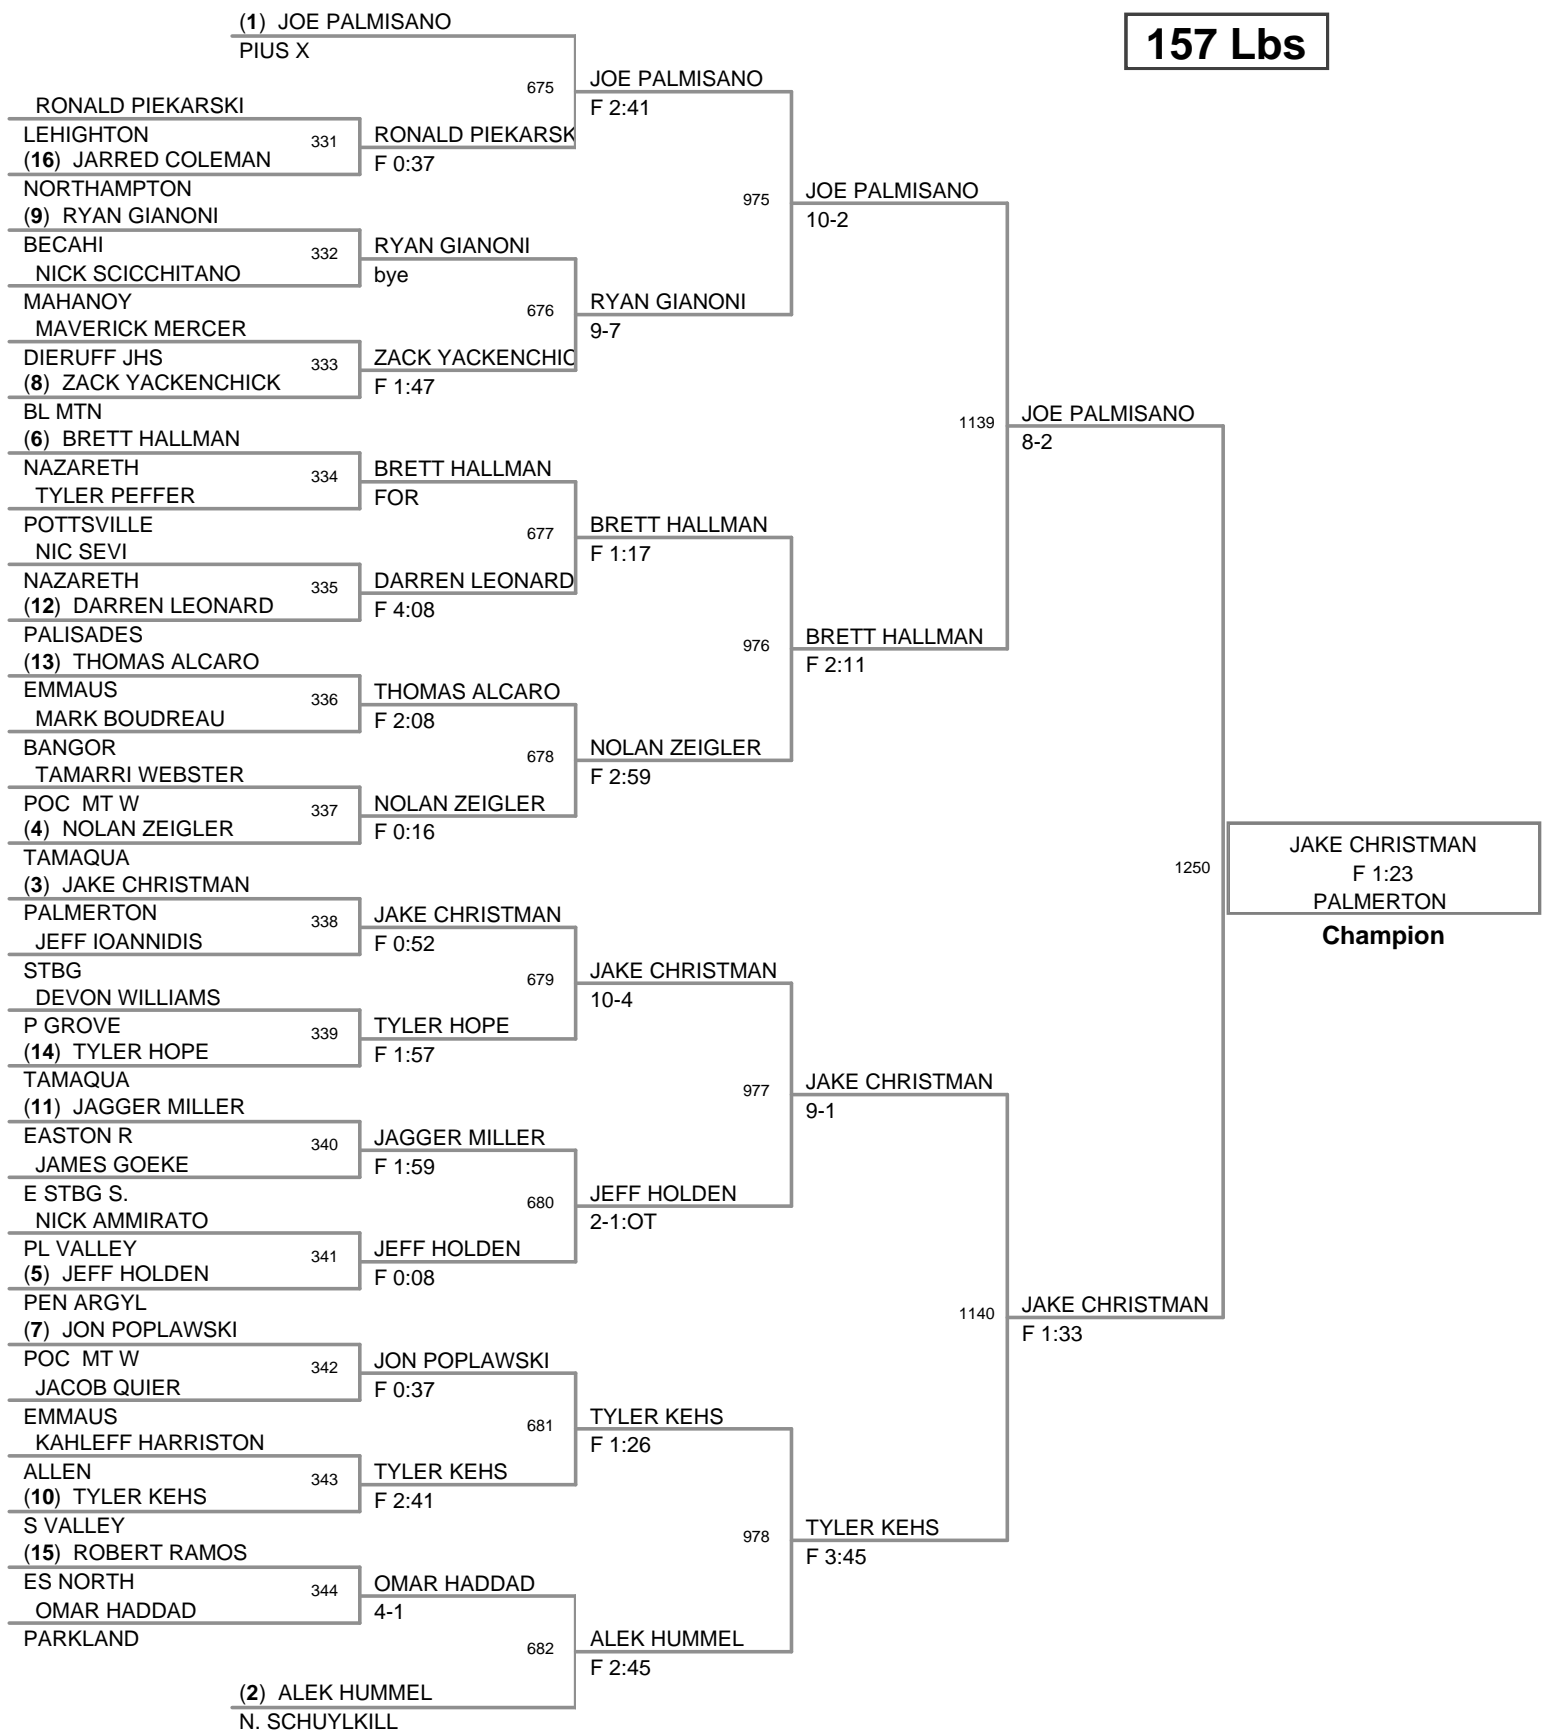 (1) JOE PALMISANO
PIUS X
157 Lbs
675
JOE PALMISANO
F 2:41
RONALD PIEKARSKI
LEHIGHTON
331
RONALD PIEKARSK
(16) JARRED COLEMAN
F 0:37
NORTHAMPTON
975
JOE PALMISANO
10-2
(9) RYAN GIANONI
BECAHI
332
RYAN GIANONI
NICK SCICCHITANO
bye
MAHANOY
676
RYAN GIANONI
9-7
MAVERICK MERCER
DIERUFF JHS
333
ZACK YACKENCHIC
(8) ZACK YACKENCHICK
F 1:47
BL MTN
1139
JOE PALMISANO
8-2
(6) BRETT HALLMAN
NAZARETH
334
BRETT HALLMAN
TYLER PEFFER
FOR
POTTSVILLE
677
BRETT HALLMAN
F 1:17
NIC SEVI
NAZARETH
335
DARREN LEONARD
(12) DARREN LEONARD
F 4:08
PALISADES
976
BRETT HALLMAN
F 2:11
(13) THOMAS ALCARO
EMMAUS
336
THOMAS ALCARO
MARK BOUDREAU
F 2:08
BANGOR
678
NOLAN ZEIGLER
F 2:59
TAMARRI WEBSTER
POC MT W
337
NOLAN ZEIGLER
(4) NOLAN ZEIGLER
F 0:16
TAMAQUA
1250
JAKE CHRISTMAN
F 1:23
PALMERTON
Champion
(3) JAKE CHRISTMAN
PALMERTON
338
JAKE CHRISTMAN
JEFF IOANNIDIS
F 0:52
STBG
679
JAKE CHRISTMAN
10-4
DEVON WILLIAMS
P GROVE
339
TYLER HOPE
(14) TYLER HOPE
F 1:57
TAMAQUA
977
JAKE CHRISTMAN
9-1
(11) JAGGER MILLER
EASTON R
340
JAGGER MILLER
JAMES GOEKE
F 1:59
E STBG S.
680
JEFF HOLDEN
2-1:OT
NICK AMMIRATO
PL VALLEY
341
JEFF HOLDEN
(5) JEFF HOLDEN
F 0:08
PEN ARGYL
1140
JAKE CHRISTMAN
F 1:33
(7) JON POPLAWSKI
POC MT W
342
JON POPLAWSKI
JACOB QUIER
F 0:37
EMMAUS
681
TYLER KEHS
F 1:26
KAHLEFF HARRISTON
ALLEN
343
TYLER KEHS
(10) TYLER KEHS
F 2:41
S VALLEY
978
TYLER KEHS
F 3:45
(15) ROBERT RAMOS
ES NORTH
344
OMAR HADDAD
OMAR HADDAD
4-1
PARKLAND
682
ALEK HUMMEL
F 2:45
(2) ALEK HUMMEL
N. SCHUYLKILL